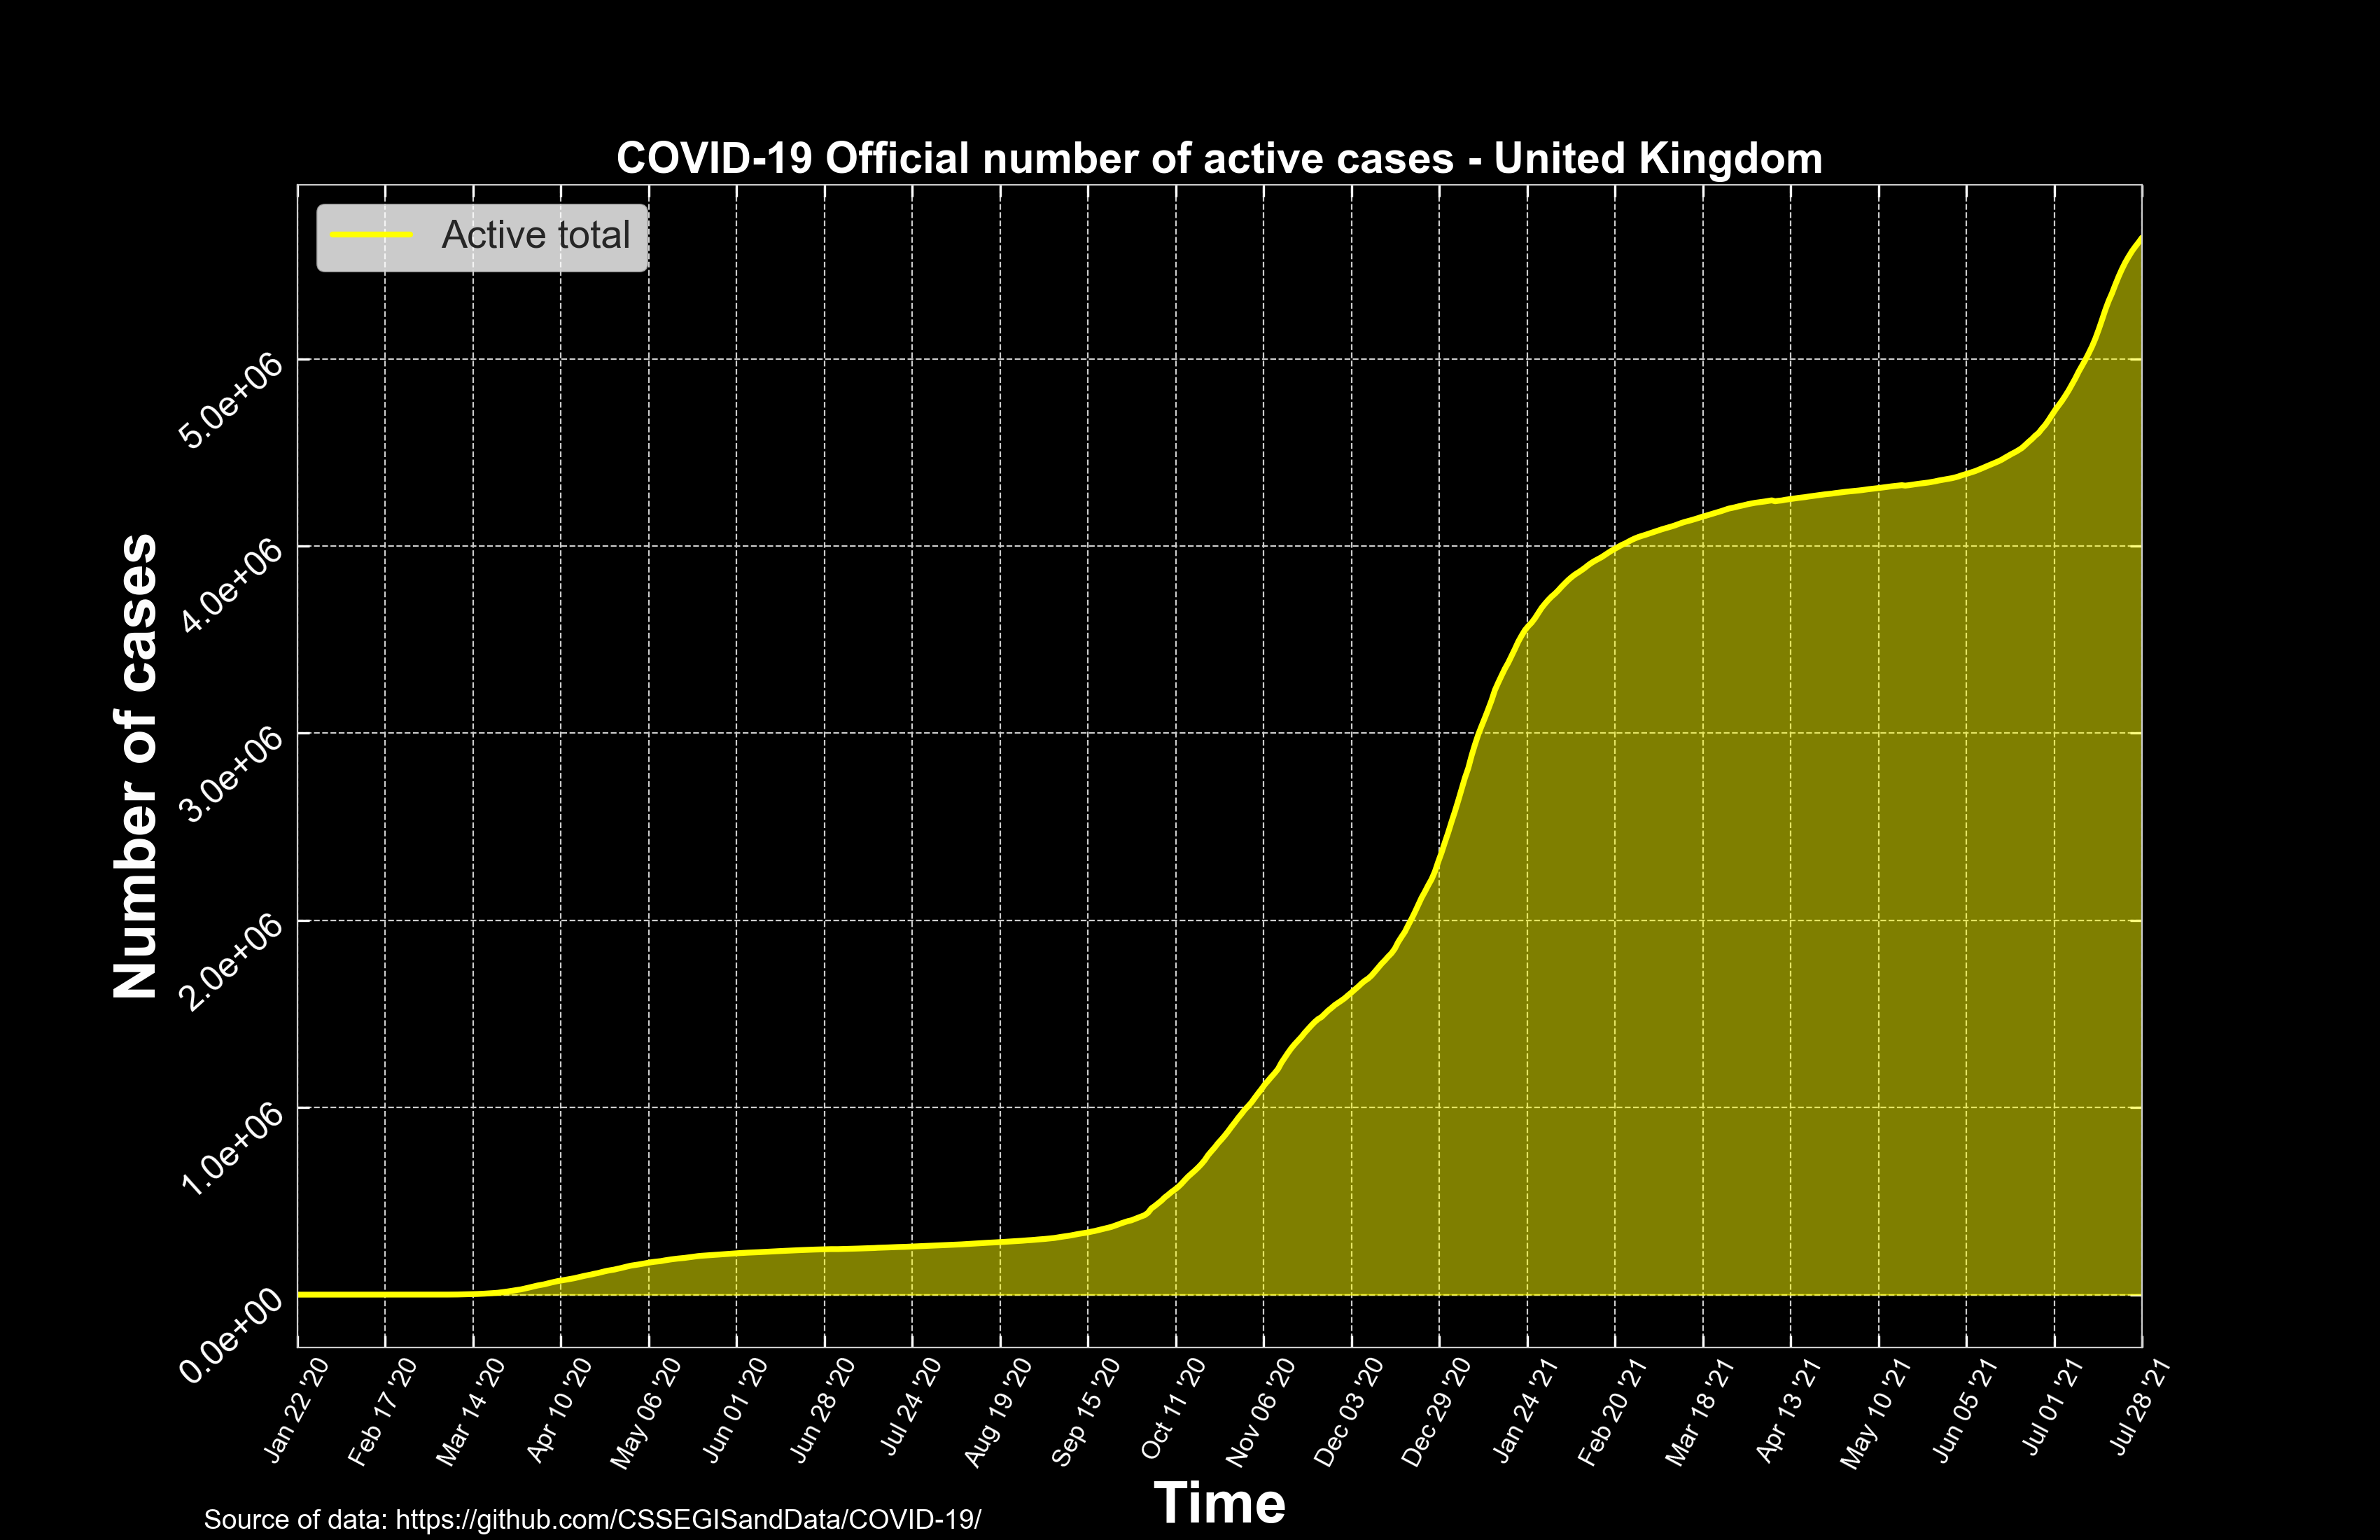 COVID-19 Official number of active cases - United Kingdom
Active total
Number of cases
5.0e+06
4.0e+06
3.0e+06
2.0e+06
1.0e+06
0.0e+00
Jan 22 '20
Feb 17 '20
Mar 14 '20
Apr 10 '20
May 06 '20
Jun 01 '20
Jun 28 '20
Jul 24 '20
Aug 19 '20
Sep 15 '20
Oct 11 '20
Nov 06 '20
Dec 03 '20
Dec 29 '20
Jan 24 '21
Feb 20 '21
Mar 18 '21
Apr 13 '21
May 10 '21
Jun 05 '21
Jul 01 '21
Jul 28 '21
Time
Source of data: https://github.com/CSSEGISandData/COVID-19/